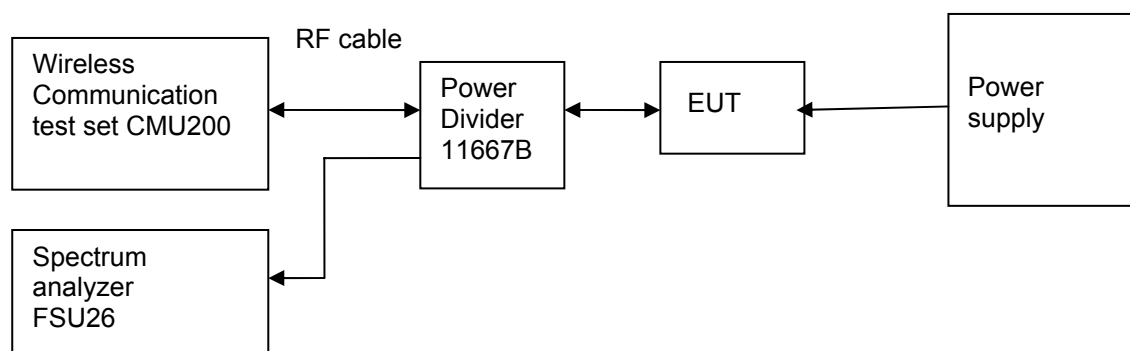 RF cable
Wireless
Communication
test set CMU200
Power
Divider
11667B
EUT
Power
supply
Spectrum
analyzer
FSU26